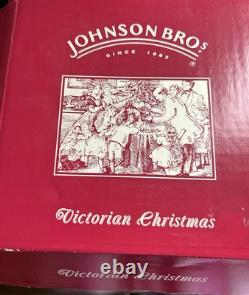 JOHNSON BROS
SINCE 1883
®
Victorian Christmas
Victorian Christmas